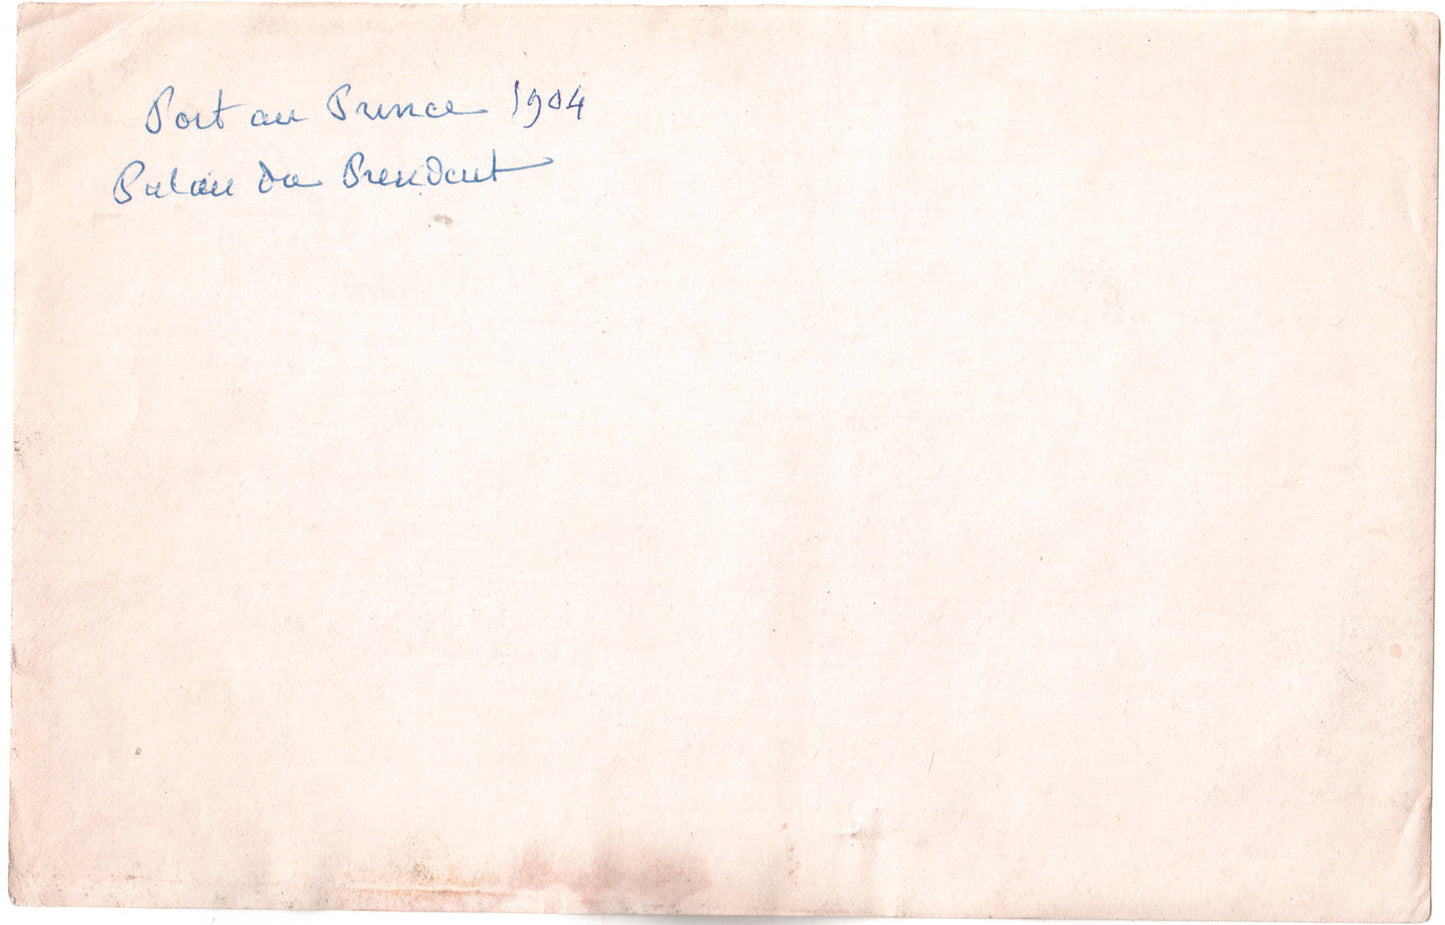 Port au Prince 1904
Palais du President